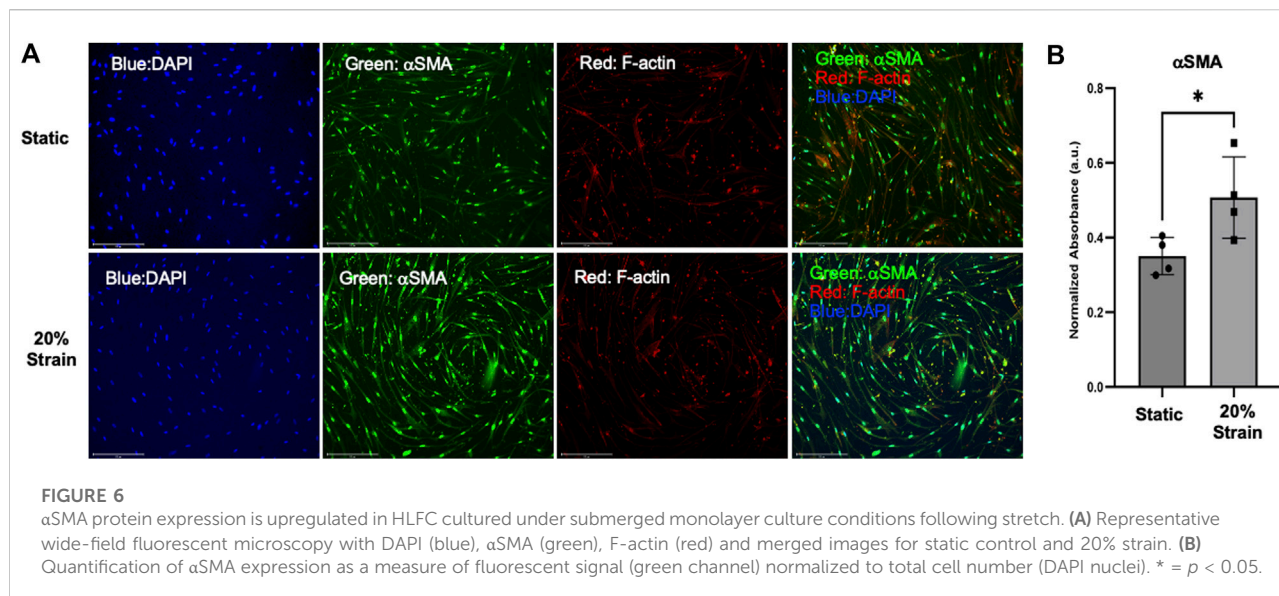 A
Blue:DAPI
Green: αSMA
Red: F-actin
Green: αSMA
Red: F-actin
Blue:DAPI
Static
Blue:DAPI
Green: αSMA
Red: F-actin
Green: αSMA
Red: F-actin
Blue:DAPI
20%
Strain
B
αSMA
Normalized Absorbance (a.u.)
0.8
0.6
0.4
0.2
0.0
*
Static
20%
Strain
FIGURE 6
αSMA protein expression is upregulated in HLFC cultured under submerged monolayer culture conditions following stretch. (A) Representative
wide-field fluorescent microscopy with DAPI (blue), αSMA (green), F-actin (red) and merged images for static control and 20% strain. (B)
Quantification of αSMA expression as a measure of fluorescent signal (green channel) normalized to total cell number (DAPI nuclei). * = p < 0.05.